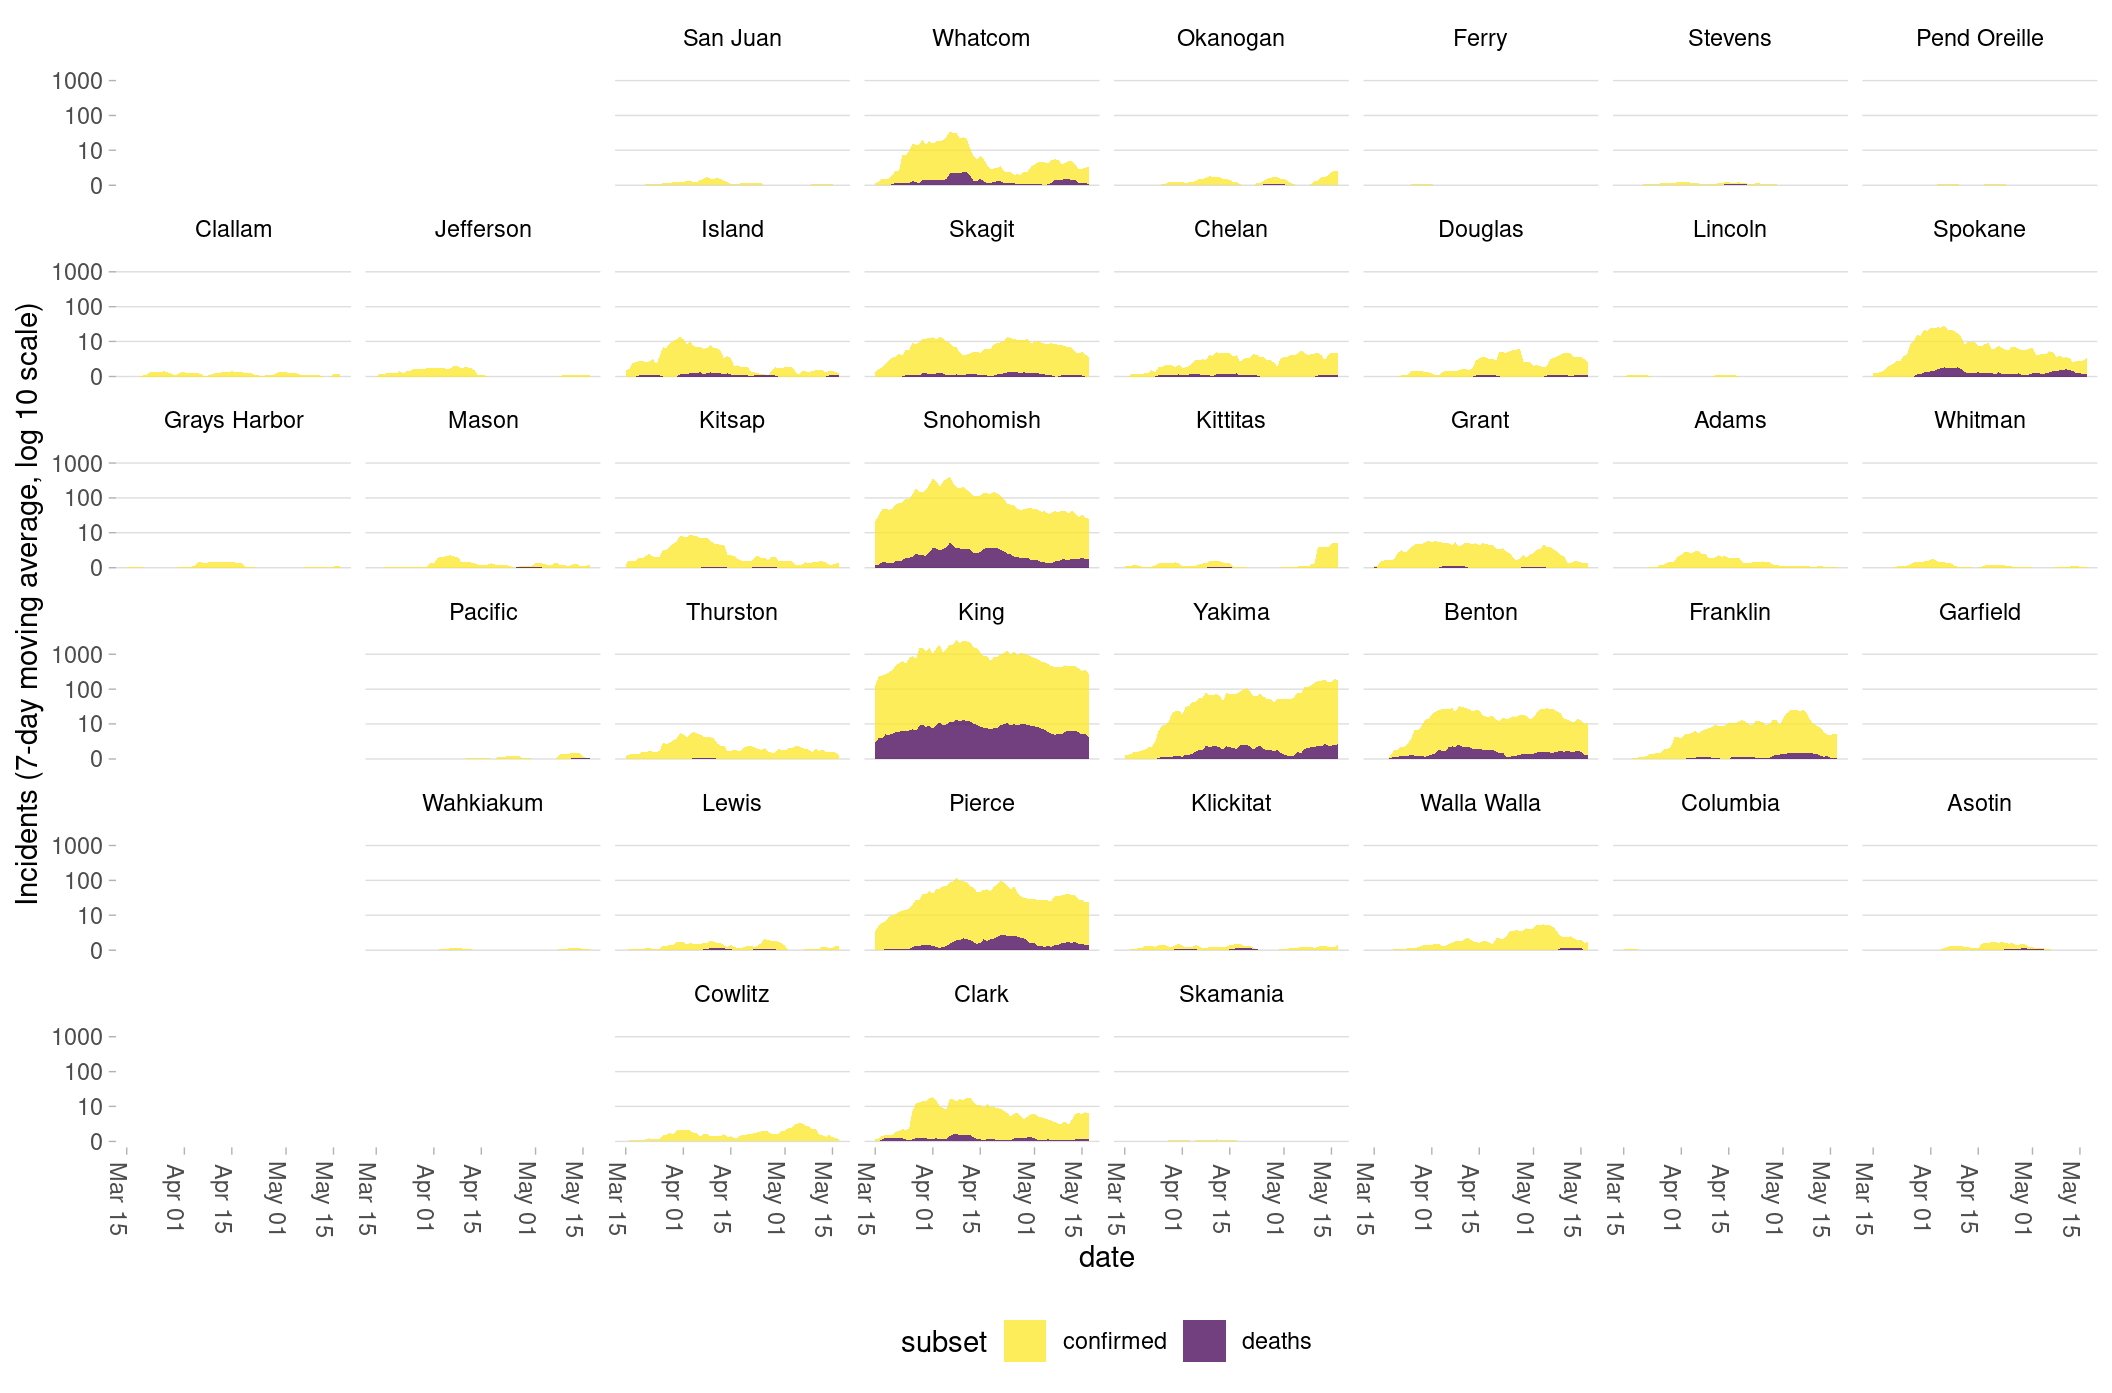 San Juan Whatcom Okanogan Ferry Stevens Pend Oreille
1000
100
10
0
Clallam Jefferson Island Skagit Chelan Douglas Lincoln Spokane
1000
100
10
0
Grays Harbor Mason Kitsap Snohomish Kittitas Grant Adams Whitman
1000
100
10
0
Pacific Thurston King Yakima Benton Franklin Garfield
1000
100
10
0
Wahkiakum Lewis Pierce Klickitat Walla Walla Columbia Asotin
1000
100
10
0
Cowlitz Clark Skamania
1000
100
10
0
Incidents (7-day moving average, log 10 scale)
Mar 15 Apr 01 Apr 15 May 01 May 15 Mar 15 Apr 01 Apr 15 May 01 May 15 Mar 15 Apr 01 Apr 15 May 01 May 15 Mar 15 Apr 01 Apr 15 May 01 May 15 Mar 15 Apr 01 Apr 15 May 01 May 15 Mar 15 Apr 01 Apr 15 May 01 May 15 Mar 15 Apr 01 Apr 15 May 01 May 15 Mar 15 Apr 01 Apr 15 May 01 May 15
date
subset confirmed deaths